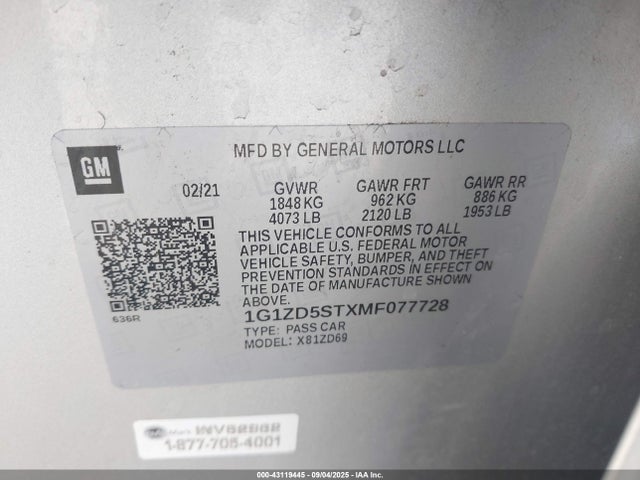 GM
MFD BY GENERAL MOTORS LLC
02/21 GVWR GAWR FRT GAWR RR
1848 KG 962 KG 886 KG
4073 LB 2120 LB 1953 LB
THIS VEHICLE CONFORMS TO ALL
APPLICABLE U.S. FEDERAL MOTOR
VEHICLE SAFETY, BUMPER, AND THEFT
PREVENTION STANDARDS IN EFFECT ON
THE DATE OF MANUFACTURE SHOWN
ABOVE.
636R
1G1ZD5STXMF077728
TYPE: PASS CAR
MODEL: X81ZD69
1-877-705-4001
000-43119445 - 09/04/2025 - IAAI.COM